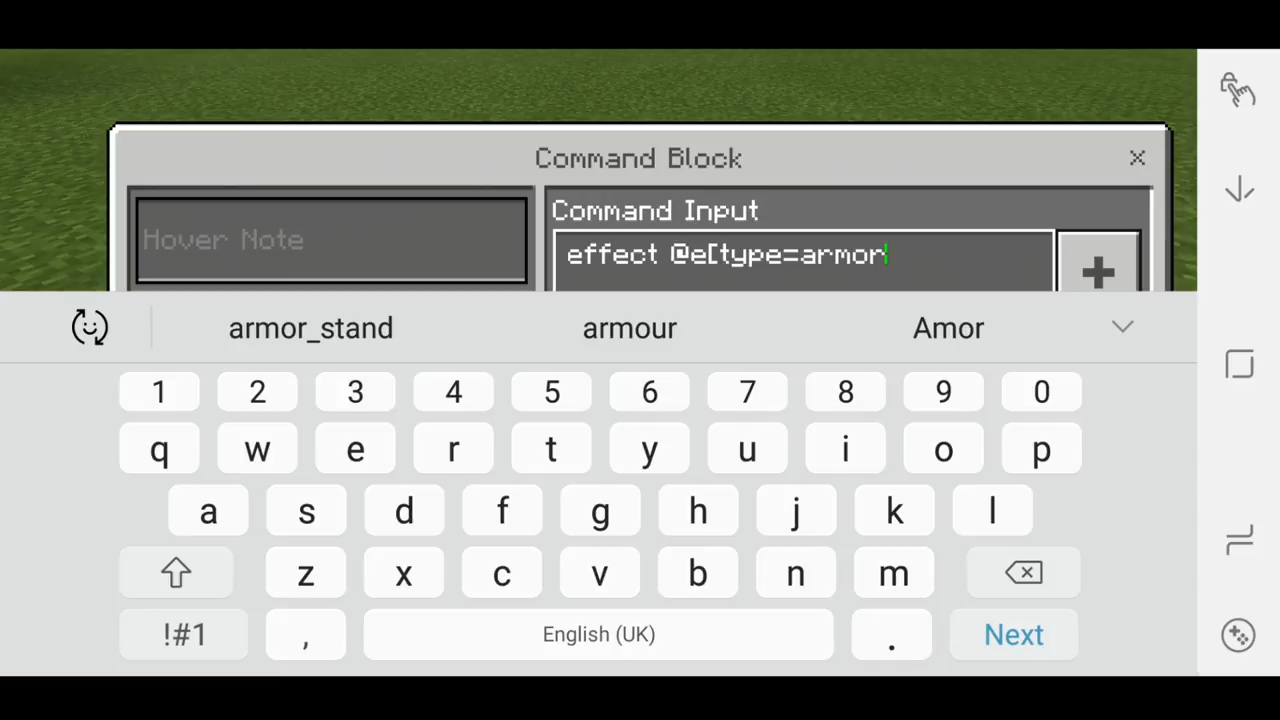 Command Block
Hover Note
Command Input
effect @e[type=armor
armor_stand armour Amor
1 2 3 4 5 6 7 8 9 0
q w e r t y u i o p
a s d f g h j k l
z x c v b n m
!#1 , English (UK) . Next